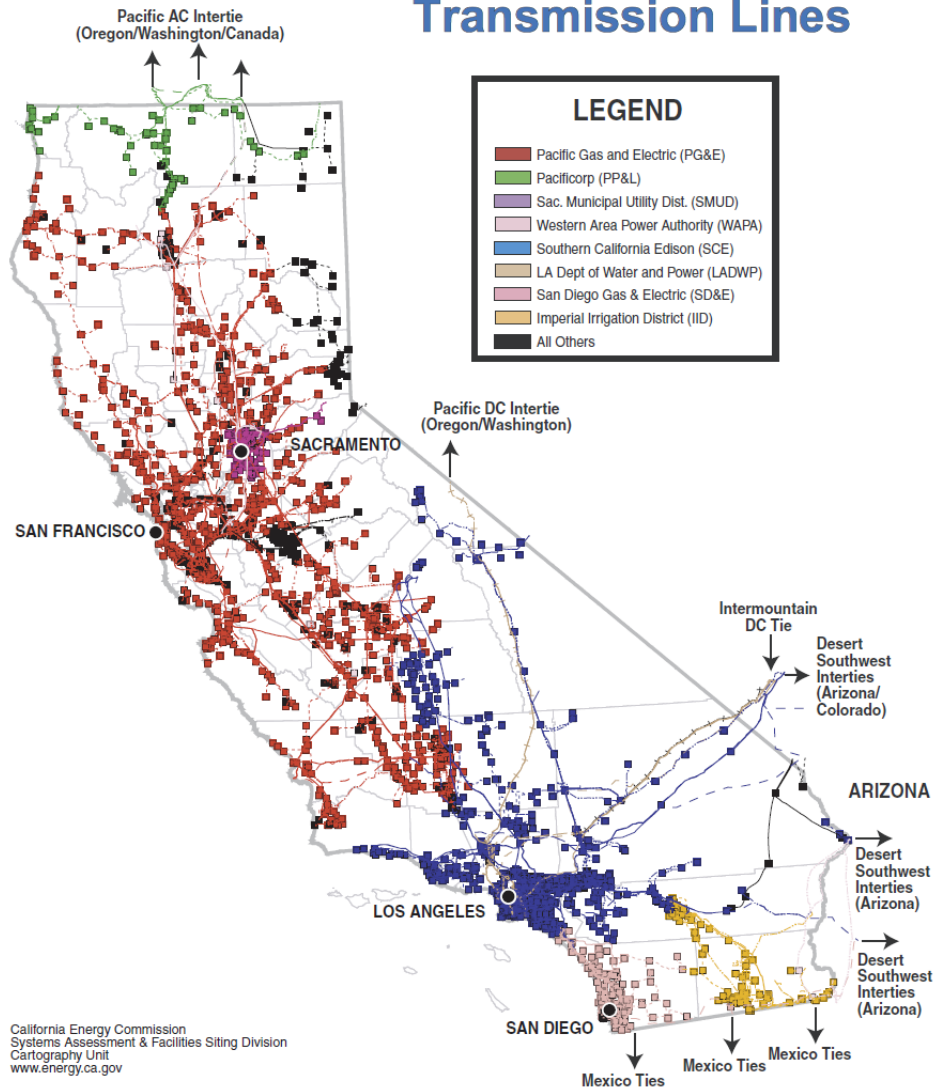 Transmission Lines
Pacific AC Intertie
(Oregon/Washington/Canada)
LEGEND
Pacific Gas and Electric (PG&E)
Pacificorp (PP&L)
Sac. Municipal Utility Dist. (SMUD)
Western Area Power Authority (WAPA)
Southern California Edison (SCE)
LA Dept of Water and Power (LADWP)
San Diego Gas & Electric (SD&E)
Imperial Irrigation District (IID)
All Others
Pacific DC Intertie
(Oregon/Washington)
SACRAMENTO
SAN FRANCISCO
Intermountain
DC Tie
Desert
Southwest
Interties
(Arizona/
Colorado)
ARIZONA
Desert
Southwest
Interties
(Arizona)
LOS ANGELES
Desert
Southwest
Interties
(Arizona)
SAN DIEGO
Mexico Ties
Mexico Ties
Mexico Ties
California Energy Commission
Systems Assessment & Facilities Siting Division
Cartography Unit
www.energy.ca.gov